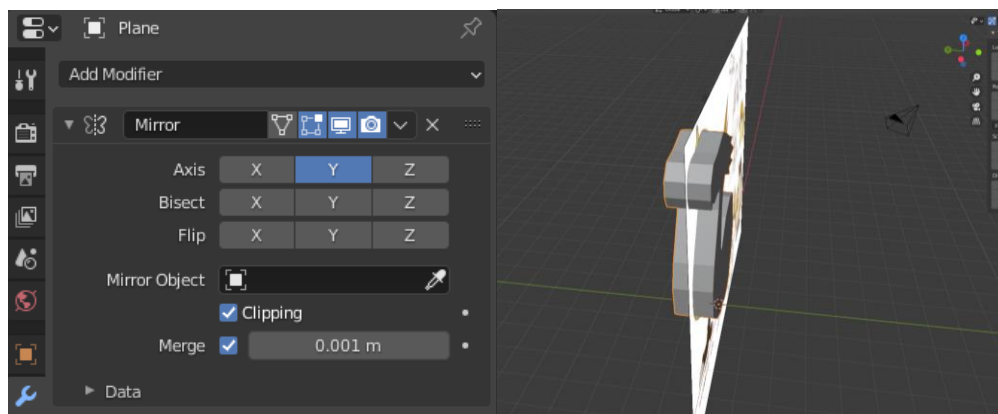 Plane
Add Modifier
Mirror
Axis X Y Z
Bisect X Y Z
Flip X Y Z
Mirror Object
Clipping
Merge 0.001 m
Data